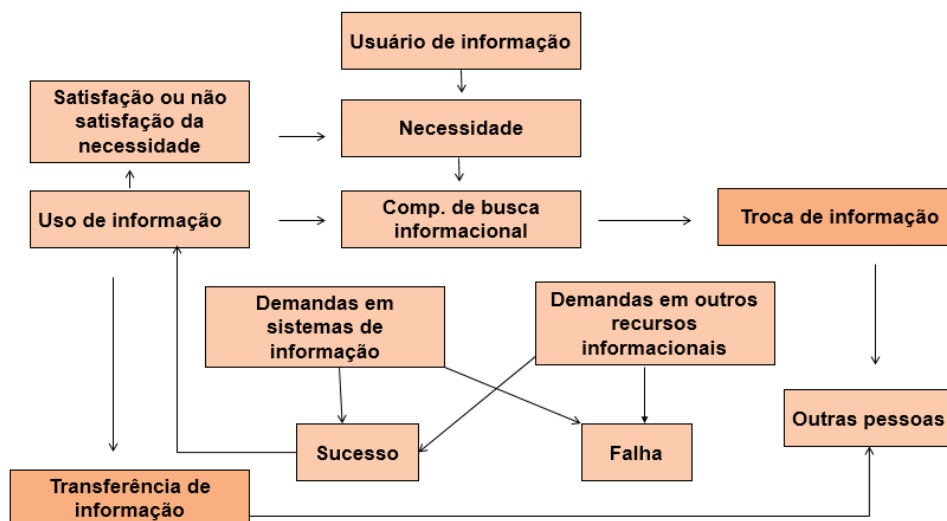 Usuário de informação
Satisfação ou não
satisfação da
necessidade
Necessidade
Uso de informação
Comp. de busca
informacional
Troca de informação
Demandas em
sistemas de
informação
Demandas em outros
recursos
informacionais
Sucesso
Falha
Outras pessoas
Transferência de
informação